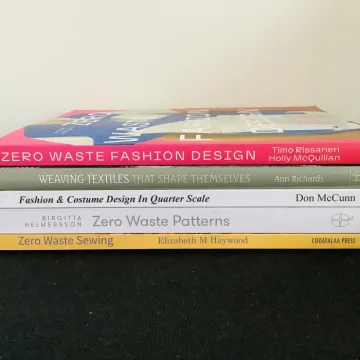 ZERO WASTE FASHION DESIGN Timo Rissanen
Holly McQuillan
WEAVING TEXTILES THAT SHAPE THEMSELVES Ann Richards
Fashion & Costume Design In Quarter Scale Don McCunn
BIRGITTA
HELMERSSON Zero Waste Patterns
Zero Waste Sewing Elizabeth M Haywood COOATALAA PRESS